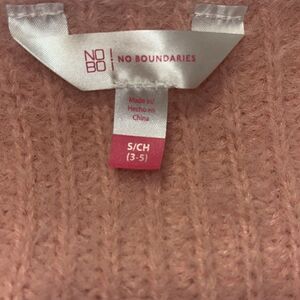 NO
BO! NO BOUNDARIES
Made in/
Hecho en
China
S/CH
(3-5)